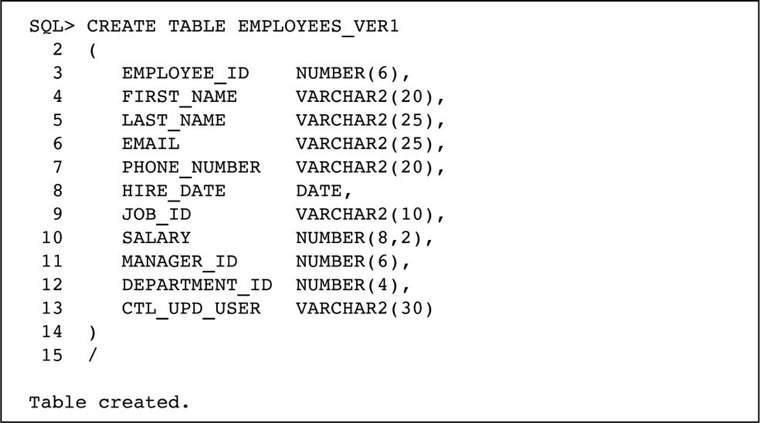 SQL> CREATE TABLE EMPLOYEES_VER1
2 (
3 EMPLOYEE_ID NUMBER(6),
4 FIRST_NAME VARCHAR2(20),
5 LAST_NAME VARCHAR2(25),
6 EMAIL VARCHAR2(25),
7 PHONE_NUMBER VARCHAR2(20),
8 HIRE_DATE DATE,
9 JOB_ID VARCHAR2(10),
10 SALARY NUMBER(8,2),
11 MANAGER_ID NUMBER(6),
12 DEPARTMENT_ID NUMBER(4),
13 CTL_UPD_USER VARCHAR2(30)
14 )
15 /
Table created.